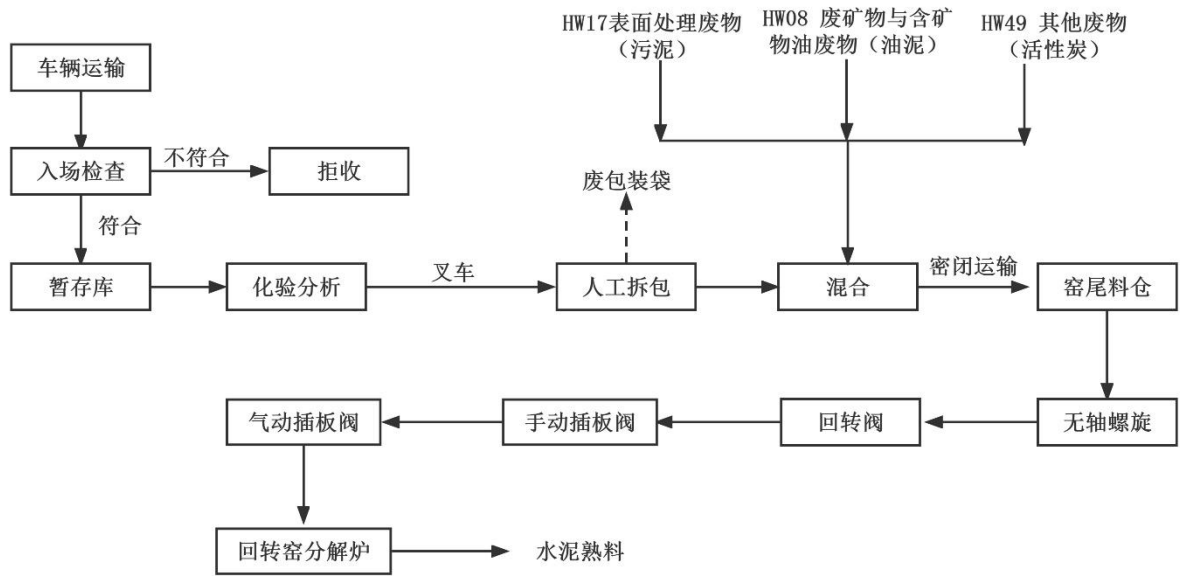 HW17表面处理废物
（污泥）
HW08 废矿物与含矿
物油废物（油泥）
HW49 其他废物
（活性炭）
车辆运输
入场检查
不符合
拒收
符合
废包装袋
暂存库
化验分析
叉车
人工拆包
混合
密闭运输
窑尾料仓
气动插板阀
手动插板阀
回转阀
无轴螺旋
回转窑分解炉
水泥熟料